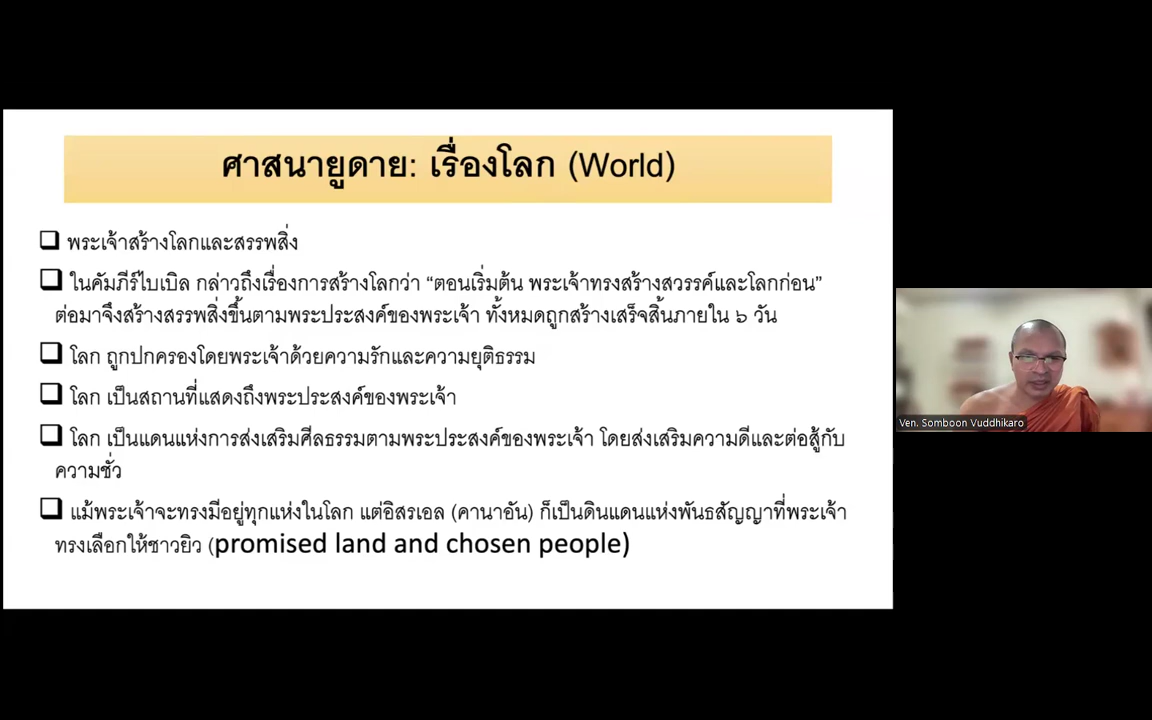 ศาสนายูดาย: เรื่องโลก (World)
❑ พระเจ้าสร้างโลกและสรรพสิ่ง
❑ ในคัมภีร์ไบเบิล กล่าวถึงเรื่องการสร้างโลกว่า “ตอนเริ่มต้น พระเจ้าทรงสร้างสวรรค์และโลกก่อน”
ต่อมาจึงสร้างสรรพสิ่งขึ้นตามพระประสงค์ของพระเจ้า ทั้งหมดถูกสร้างเสร็จสิ้นภายใน ๖ วัน
❑ โลก ถูกปกครองโดยพระเจ้าด้วยความรักและความยุติธรรม
❑ โลก เป็นสถานที่แสดงถึงพระประสงค์ของพระเจ้า
❑ โลก เป็นแดนแห่งการส่งเสริมศีลธรรมตามพระประสงค์ของพระเจ้า โดยส่งเสริมความดีและต่อสู้กับ
ความชั่ว
❑ แม้พระเจ้าจะทรงมีอยู่ทุกแห่งในโลก แต่อิสรเอล (คานาอัน) ก็เป็นดินแดนแห่งพันธสัญญาที่พระเจ้า
ทรงเลือกให้ชาวยิว (promised land and chosen people)
Ven. Somboon Vuddhikaro